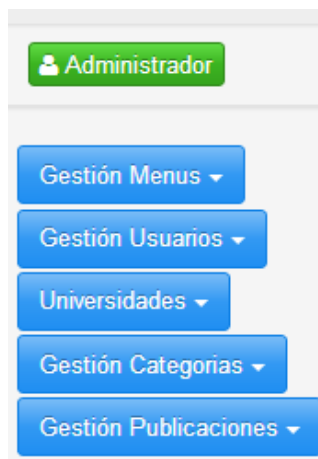 Administrador
Gestión Menus
Gestión Usuarios
Universidades
Gestión Categorias
Gestión Publicaciones